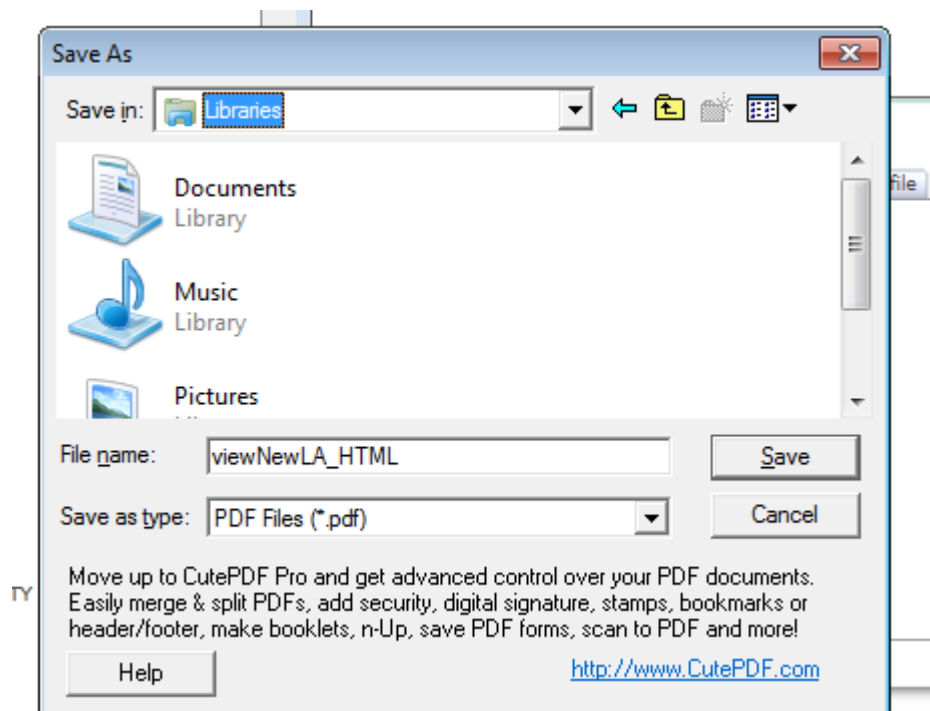 Save As
Save in: Libraries
file
Documents
Library
Music
Library
Pictures
File name: viewNewLA_HTML Save
Save as type: PDF Files (*.pdf) Cancel
Move up to CutePDF Pro and get advanced control over your PDF documents.
TY Easily merge & split PDFs, add security, digital signature, stamps, bookmarks or
header/footer, make booklets, n-Up, save PDF forms, scan to PDF and more!
Help http://www.CutePDF.com